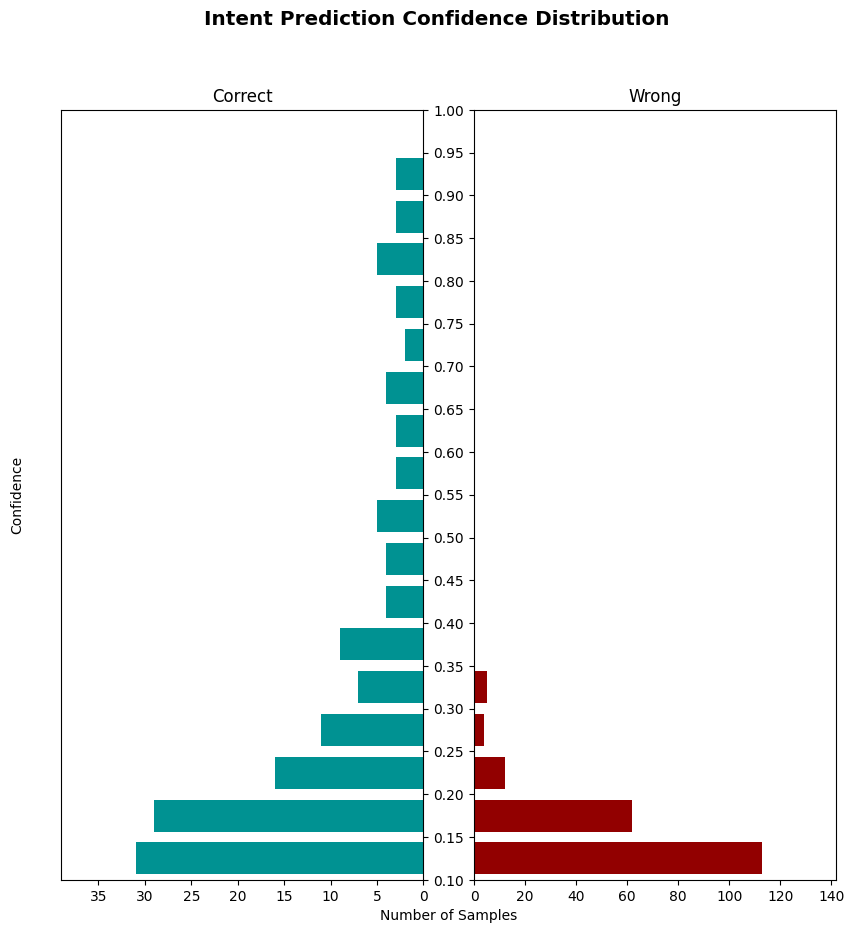 Intent Prediction Confidence Distribution
Correct
Wrong
1.00
0.95
0.90
0.85
0.80
0.75
0.70
0.65
0.60
0.55
0.50
0.45
0.40
0.35
0.30
0.25
0.20
0.15
0.10
Confidence
35 30 25 20 15 10 5 0
0 20 40 60 80 100 120 140
Number of Samples